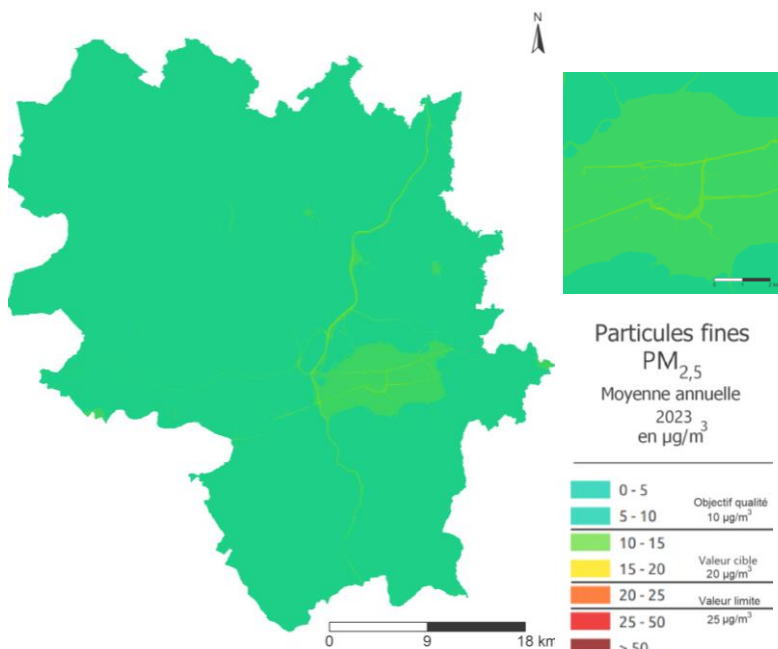 N
0 9 18 km
Particules fines
PM2,5
Moyenne annuelle
2023
en µg/m³
0 - 5
5 - 10
Objectif qualité
10 µg/m³
10 - 15
15 - 20
Valeur cible
20 µg/m³
20 - 25
Valeur limite
25 - 50
25 µg/m³
> 50